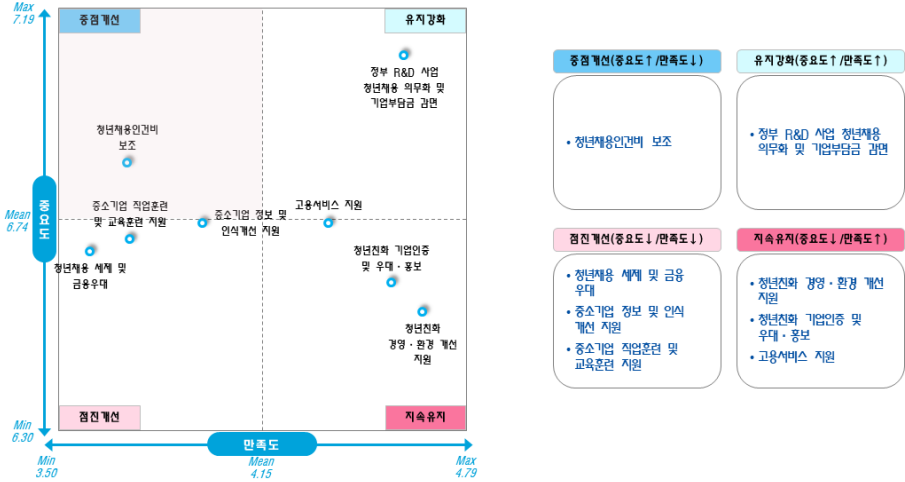 Max
7.19
중점개선
유지강화
정부 R&D 사업
청년채용 의무화 및
기업부담금 감면
청년채용인건비
보조
중소기업 직업훈련
및 교육훈련 지원
중소기업 정보 및
인식개선 지원
고용서비스 지원
Mean
6.74
중요도
청년채용 세제 및
금융우대
청년친화 기업인증
및 우대·홍보
청년친화
경영·환경 개선
지원
점진개선
지속유지
Min
6.30
만족도
Min
3.50
Mean
4.15
Max
4.79
중점개선(중요도↑/만족도↓)
• 청년채용인건비 보조
유지강화(중요도↑/만족도↑)
• 정부 R&D 사업 청년채용
의무화 및 기업부담금 감면
점진개선(중요도↓/만족도↓)
• 청년채용 세제 및 금융
우대
• 중소기업 정보 및 인식
개선 지원
• 중소기업 직업훈련 및
교육훈련 지원
지속유지(중요도↓/만족도↑)
• 청년친화 경영·환경 개선
지원
• 청년친화 기업인증 및
우대·홍보
• 고용서비스 지원